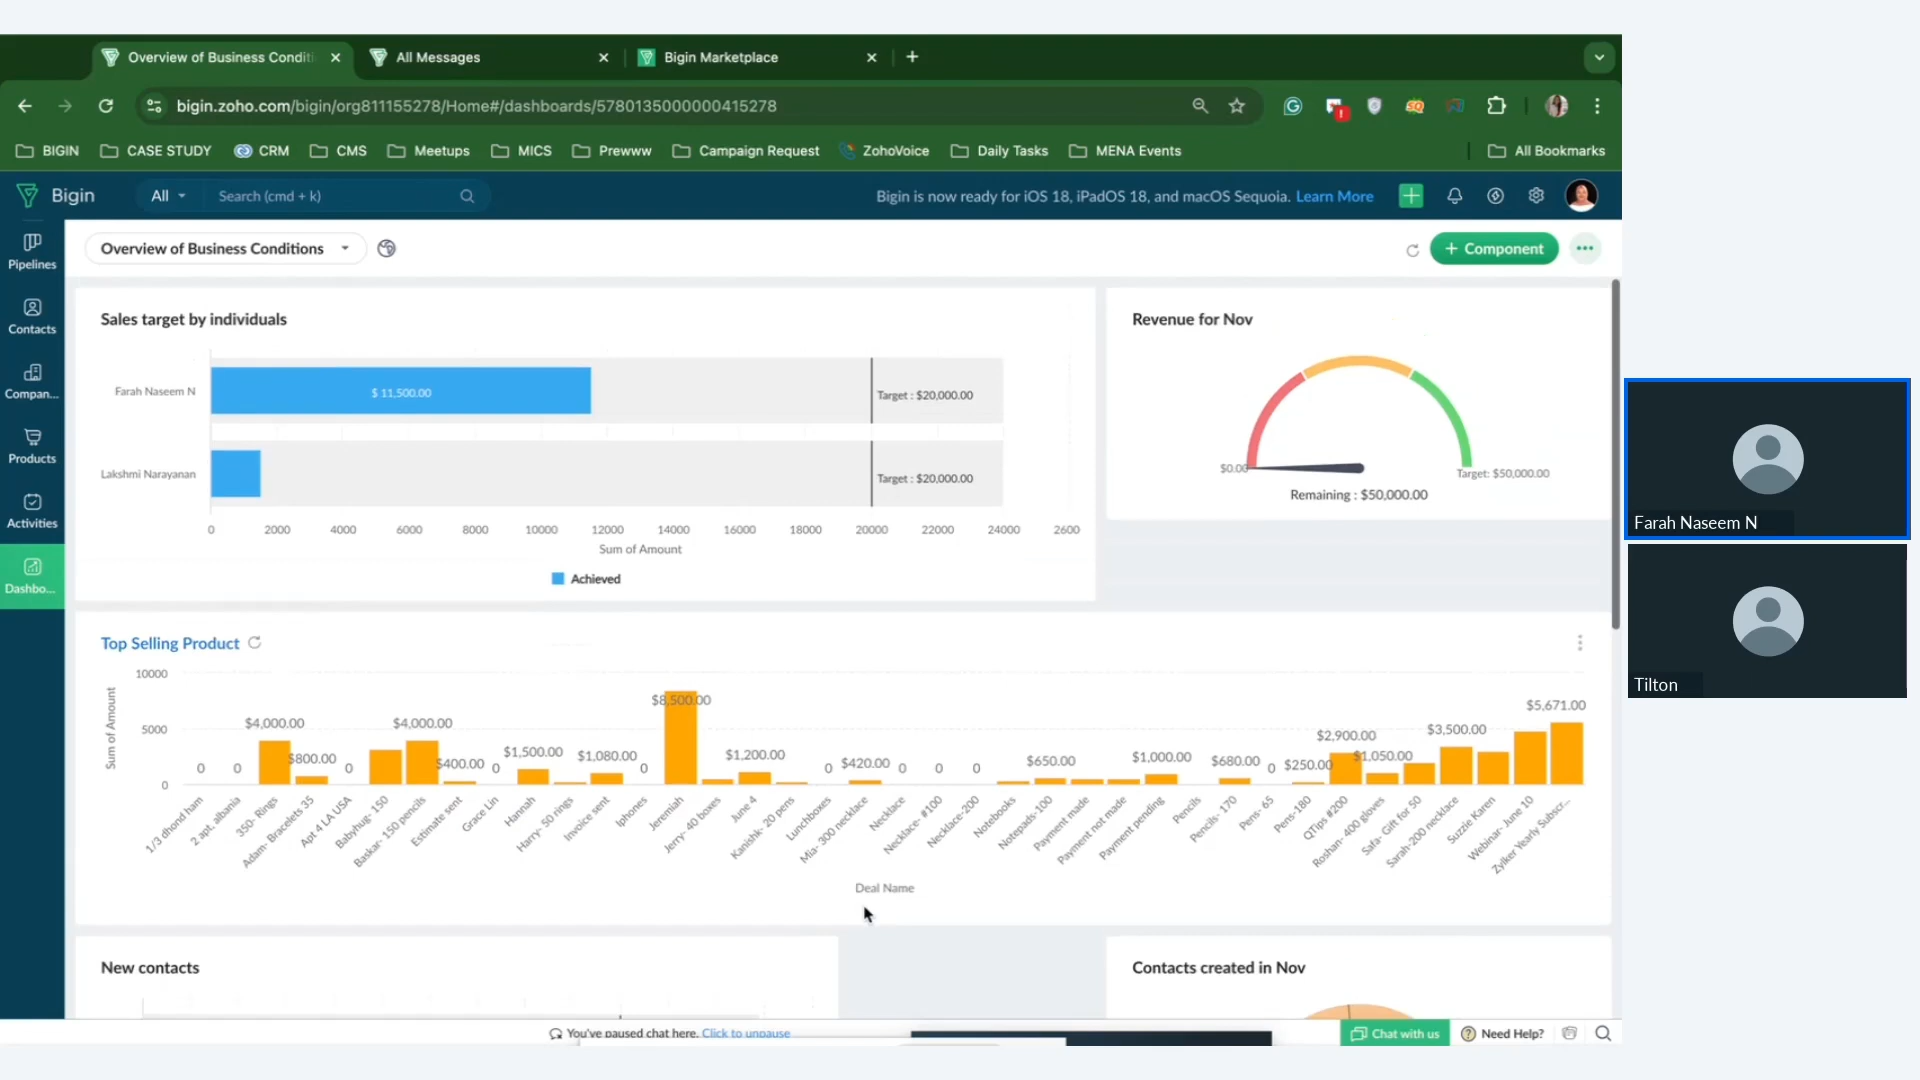 Overview of Business Conditi
All Messages
Bigin Marketplace
bigin.zoho.com/bigin/org811155278/Home#/dashboards/5780135000000415278
BIGIN
CASE STUDY
CRM
CMS
Meetups
MICS
Prewww
Campaign Request
ZohoVoice
Daily Tasks
MENA Events
All Bookmarks
Bigin
All
Search (cmd + k)
Bigin is now ready for iOS 18, iPadOS 18, and macOS Sequoia. Learn More
Pipelines
Contacts
Compan...
Products
Activities
Dashbo...
Overview of Business Conditions
+ Component
Sales target by individuals
Farah Naseem N
$ 11,500.00
Target : $20,000.00
Lakshmi Narayanan
Target : $20,000.00
0 2000 4000 6000 8000 10000 12000 14000 16000 18000 20000 22000 24000 2600
Sum of Amount
Achieved
Revenue for Nov
$0.00
Target: $50,000.00
Remaining : $50,000.00
Top Selling Product
Sum of Amount
10000
5000
0
0 0 $4,000.00 $800.00 0 $4,000.00 $400.00 0 $1,500.00 $1,080.00 0 $8,500.00 $1,200.00 0 $420.00 0 0 0 $650.00 $1,000.00 $680.00 0 $250.00 $2,900.00 $1,050.00 $3,500.00 $5,671.00
1/3 dhond ham
2 apt, albania
350- Rings
Adam- Bracelets 35
Apt 4 LA USA
Babyhug- 150
Baskar- 150 pencils
Estimate sent
Grace Lin
Hannah
Harry- 50 rings
Invoice sent
Iphones
Jeremiah
Jerry- 40 boxes
June 4
Kanishk- 20 pens
Lunchboxes
Mia- 300 necklace
Necklace
Necklace- #100
Necklace-200
Notebooks
Notepads-100
Payment made
Payment not made
Payment pending
Pencils
Pencils- 170
Pens- 65
Pens-180
QTips #200
Roshan- 400 gloves
Safa- Gift for 50
Sarah-200 necklace
Suzzie Karen
Webinar- June 10
Zylker Yearly Subscr...
Deal Name
New contacts
Contacts created in Nov
You've paused chat here. Click to unpause
Chat with us
Need Help?
Farah Naseem N
Tilton